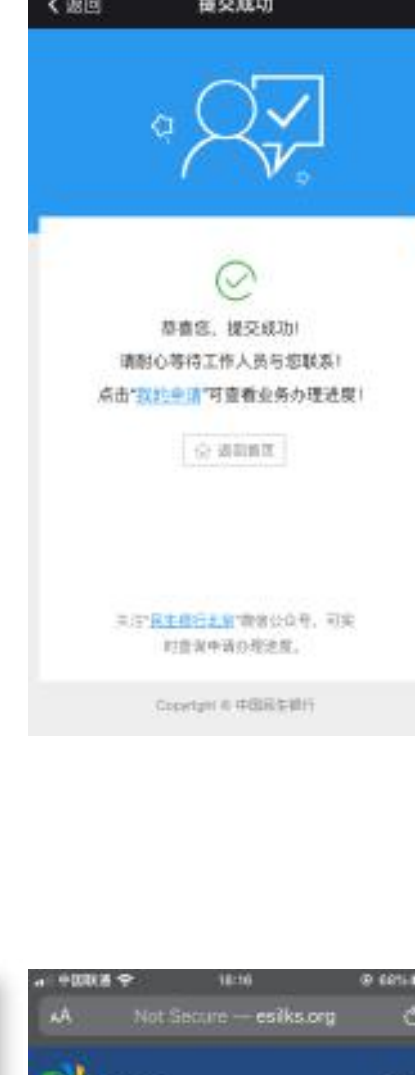 返回 提交成功
恭喜您，提交成功!
请耐心等待工作人员与您联系!
点击"我的申请"可查看业务办理进度!
返回首页
关注"民生银行北京"微信公众号，可实
时查询申请办理进度。
Copyright © 中国民生银行
中国联通 16:16 66%
AA Not Secure — esilks.org